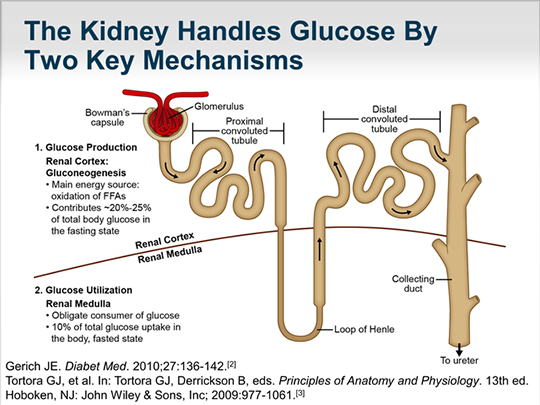 The Kidney Handles Glucose By
Two Key Mechanisms
Bowman's
capsule
Glomerulus
Proximal
convoluted
tubule
Distal
convoluted
tubule
1. Glucose Production
Renal Cortex:
Gluconeogenesis
• Main energy source:
oxidation of FFAs
• Contributes ~20%-25%
of total body glucose in
the fasting state
Renal Cortex
Renal Medulla
2. Glucose Utilization
Renal Medulla
• Obligate consumer of glucose
• 10% of total glucose uptake in
the body, fasted state
Collecting
duct
Loop of Henle
To ureter
Gerich JE. Diabet Med. 2010;27:136-142.[2]
Tortora GJ, et al. In: Tortora GJ, Derrickson B, eds. Principles of Anatomy and Physiology. 13th ed.
Hoboken, NJ: John Wiley & Sons, Inc; 2009:977-1061.[3]